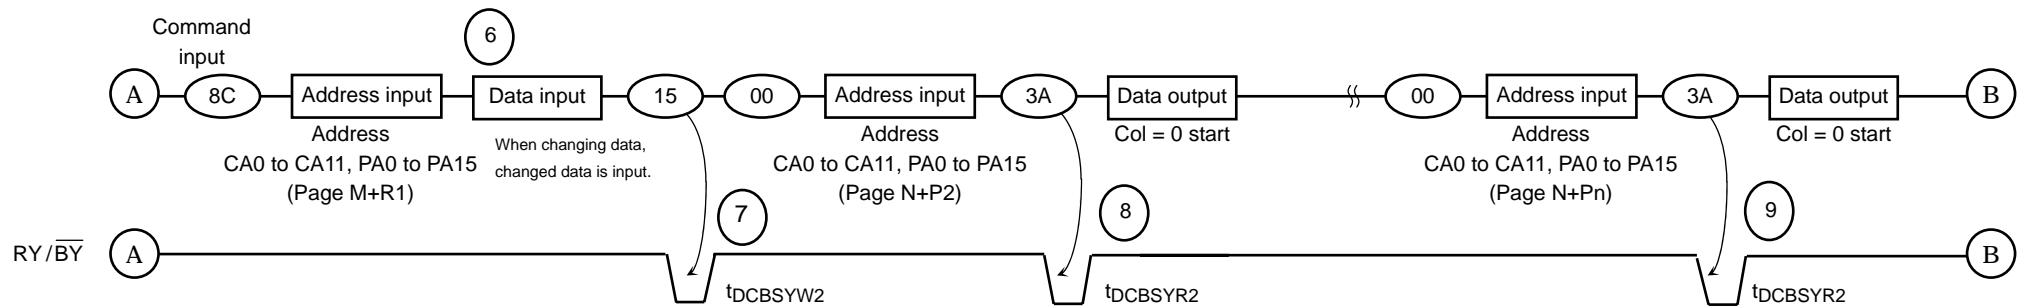 Command
input
6
A 8C Address input Data input 15 00 Address input 3A Data output 00 Address input 3A Data output B
Address
CA0 to CA11, PA0 to PA15
(Page M+R1)
When changing data,
changed data is input.
Address
CA0 to CA11, PA0 to PA15
(Page N+P2)
Col = 0 start
Address
CA0 to CA11, PA0 to PA15
(Page N+Pn)
Col = 0 start
7
8
9
RY/BY A B
tDCBSYW2
tDCBSYR2
tDCBSYR2